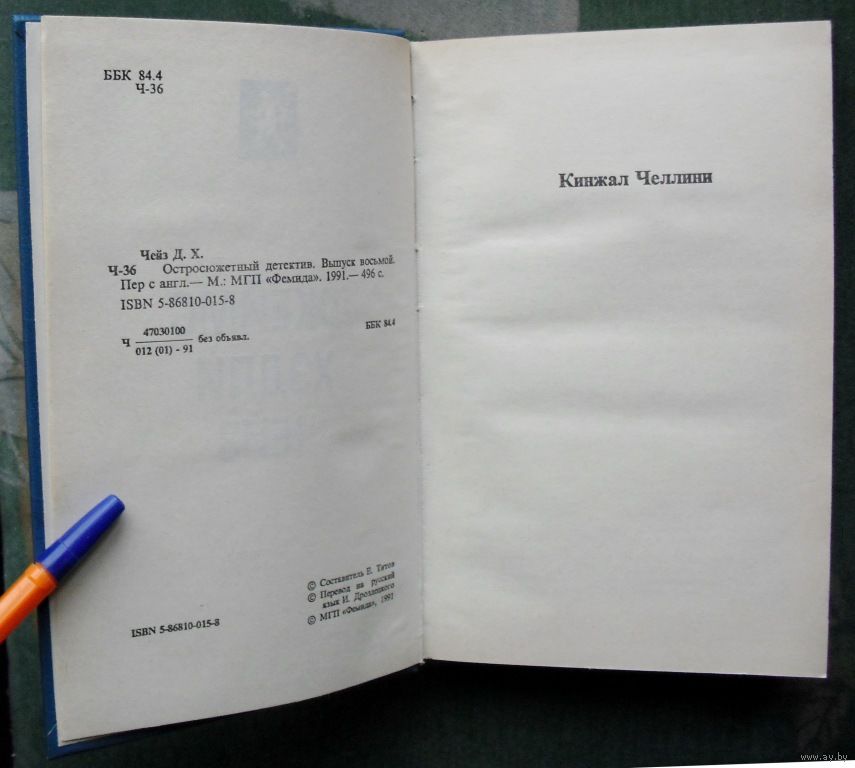 ББК 84.4
Ч-36
Чейз Д. Х.
Ч-36 Остросюжетный детектив. Выпуск восьмой.
Пер с англ.— М.: МГП «Фемида». 1991.— 496 с.
ISBN 5-86810-015-8
Ч 47030100
012 (01) - 91 без объявл.
ББК 84.4
© Составитель Е. Титов
© Перевод на русский
язык И. Дроздецкого
© МГП «Фемида», 1991
ISBN 5-86810-015-8
Кинжал Челлини
www.ay.by